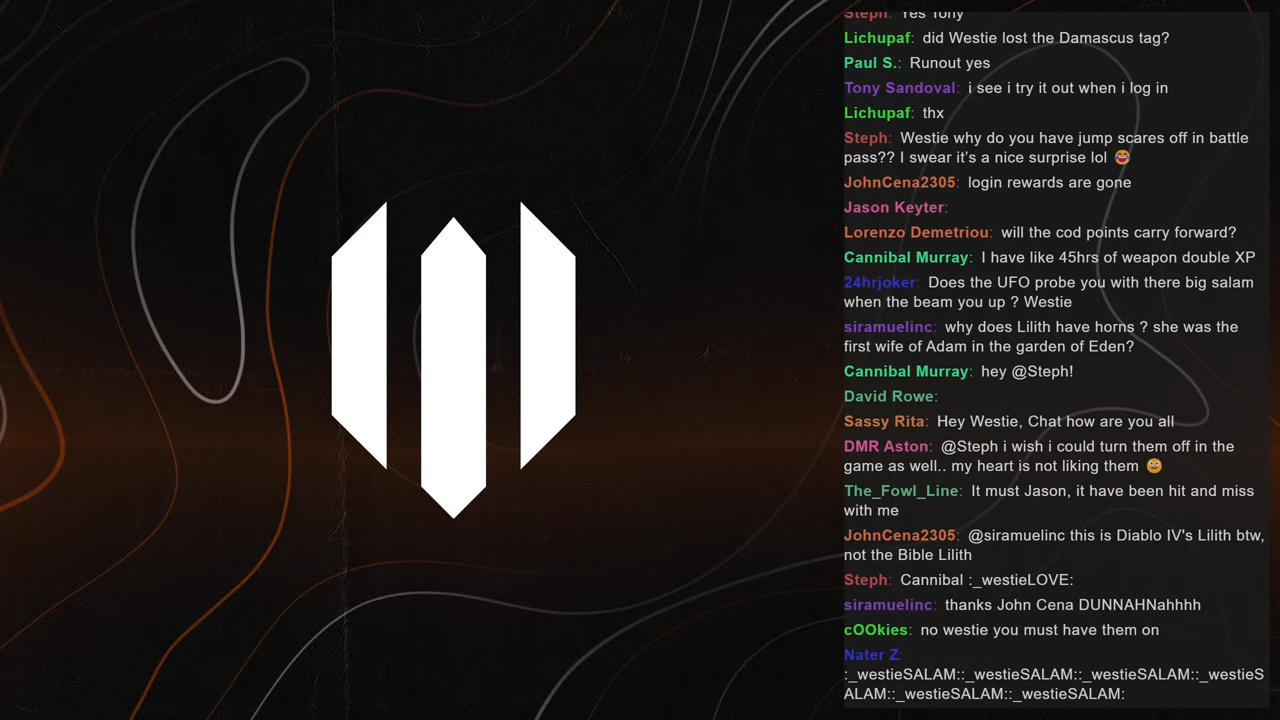 Steph: Yes Tony
Lichupaf: did Westie lost the Damascus tag?
Paul S.: Runout yes
Tony Sandoval: i see i try it out when i log in
Lichupaf: thx
Steph: Westie why do you have jump scares off in battle
pass?? I swear it's a nice surprise lol 😂
JohnCena2305: login rewards are gone
Jason Keyter:
Lorenzo Demetriou: will the cod points carry forward?
Cannibal Murray: I have like 45hrs of weapon double XP
24hrjoker: Does the UFO probe you with there big salam
when the beam you up ? Westie
siramuelinc: why does Lilith have horns ? she was the
first wife of Adam in the garden of Eden?
Cannibal Murray: hey @Steph!
David Rowe:
Sassy Rita: Hey Westie, Chat how are you all
DMR Aston: @Steph i wish i could turn them off in the
game as well.. my heart is not liking them
The_Fowl_Line: It must Jason, it have been hit and miss
with me
JohnCena2305: @siramuelinc this is Diablo IV's Lilith btw,
not the Bible Lilith
Steph: Cannibal :_westieLOVE:
siramuelinc: thanks John Cena DUNNAHNahhhh
cOOkies: no westie you must have them on
Nater Z:
:_westieSALAM::_westieSALAM::_westieSALAM::_westieS
ALAM::_westieSALAM::_westieSALAM: